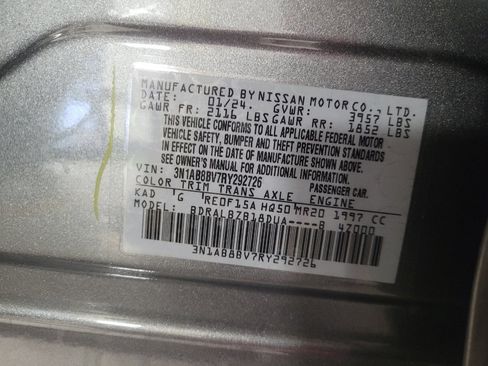 MANUFACTURED BY NISSAN MOTOR CO., LTD.
DATE: 01/24. GVWR: 3957 LBS
GAWR FR: 2116 LBS GAWR RR: 1852 LBS
THIS VEHICLE CONFORMS TO ALL APPLICABLE FEDERAL MOTOR
VEHICLE SAFETY, BUMPER AND THEFT PREVENTION STANDARDS
IN EFFECT ON THE DATE OF MANUFACTURE SHOWN ABOVE.
SEE OWNER'S MANUAL FOR ADDITIONAL INFORMATION.
VIN: 3N1AB8BV7RY292726 PASSENGER CAR.
COLOR TRIM TRANS AXLE ENGINE
KAD G RE0F15A HQ50 MR20 1997 CC
MODEL: BDRALBZB18DUA----B 4Z000
3N1AB8BV7RY292726